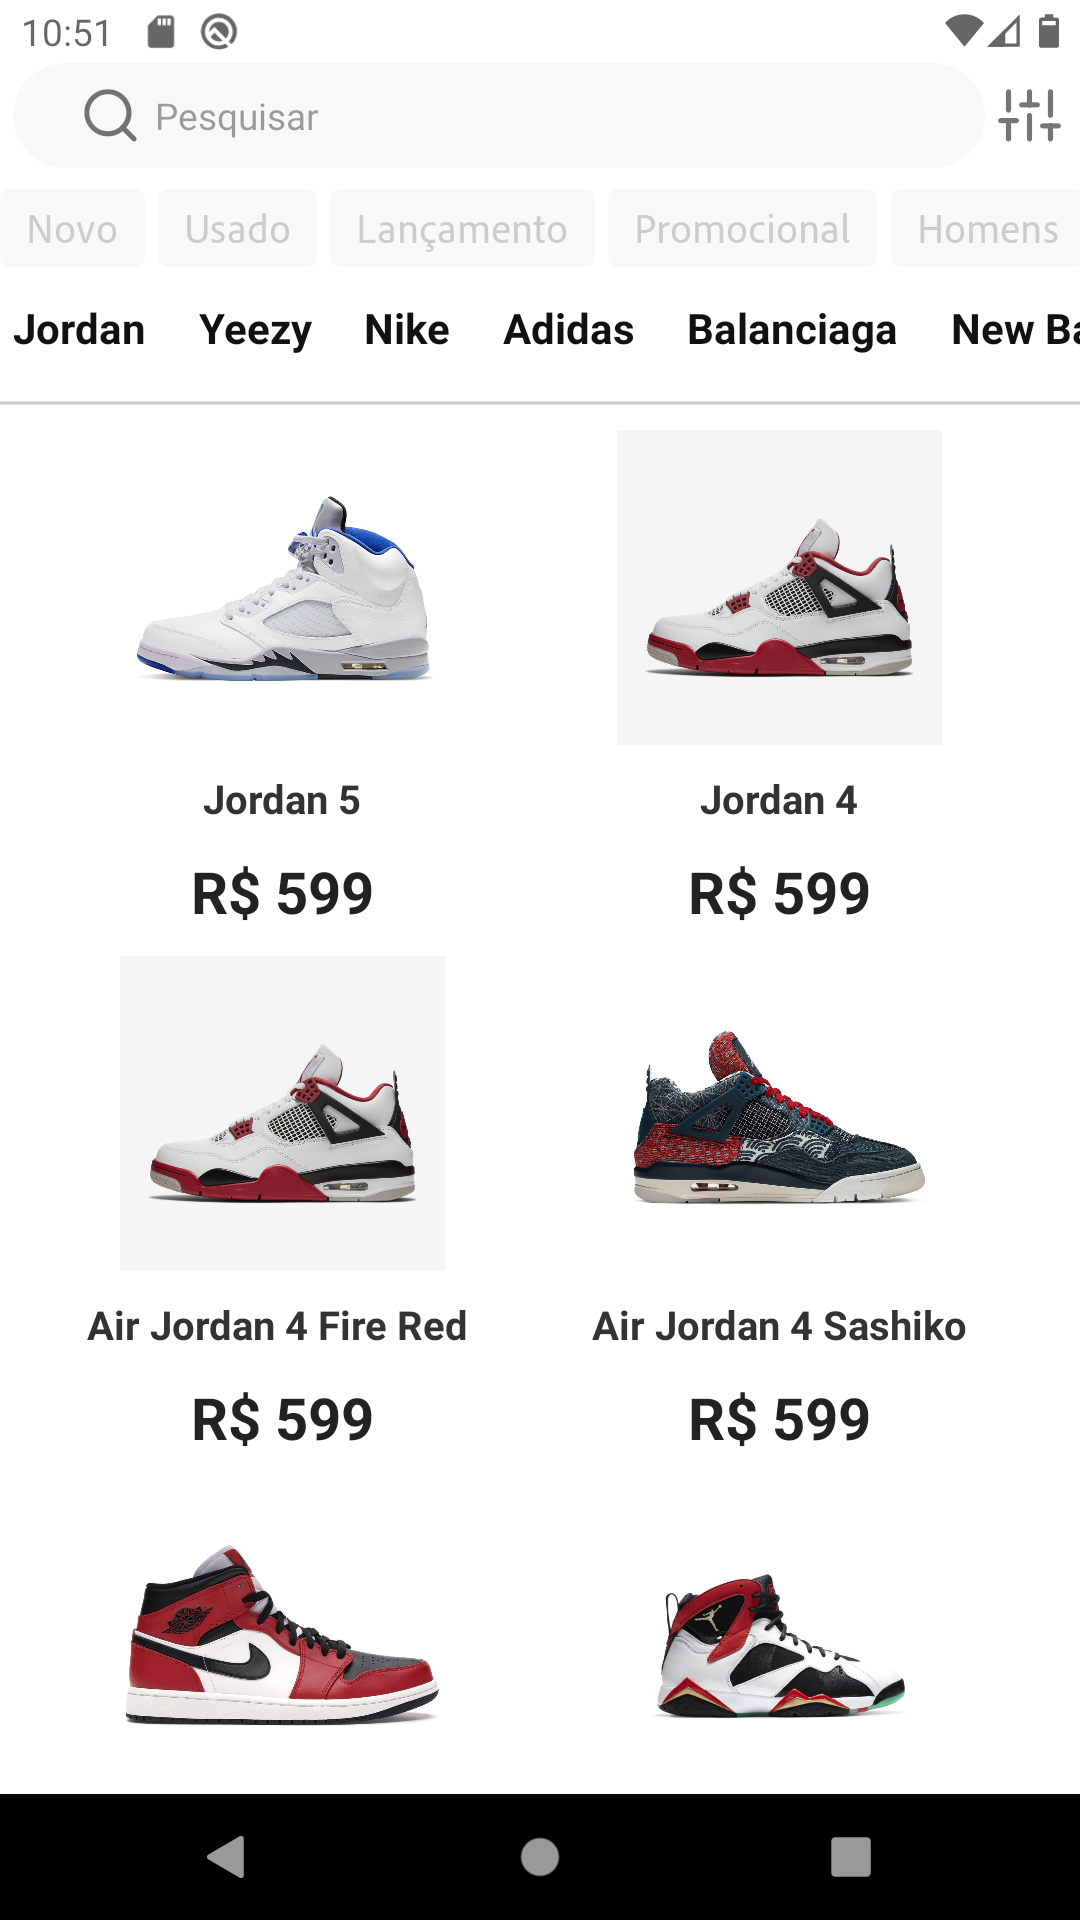 10:51
Pesquisar
Novo Usado Lançamento Promocional Homens
Jordan Yeezy Nike Adidas Balanciaga New Ba
Jordan 5 Jordan 4
R$ 599 R$ 599
Air Jordan 4 Fire Red Air Jordan 4 Sashiko
R$ 599 R$ 599